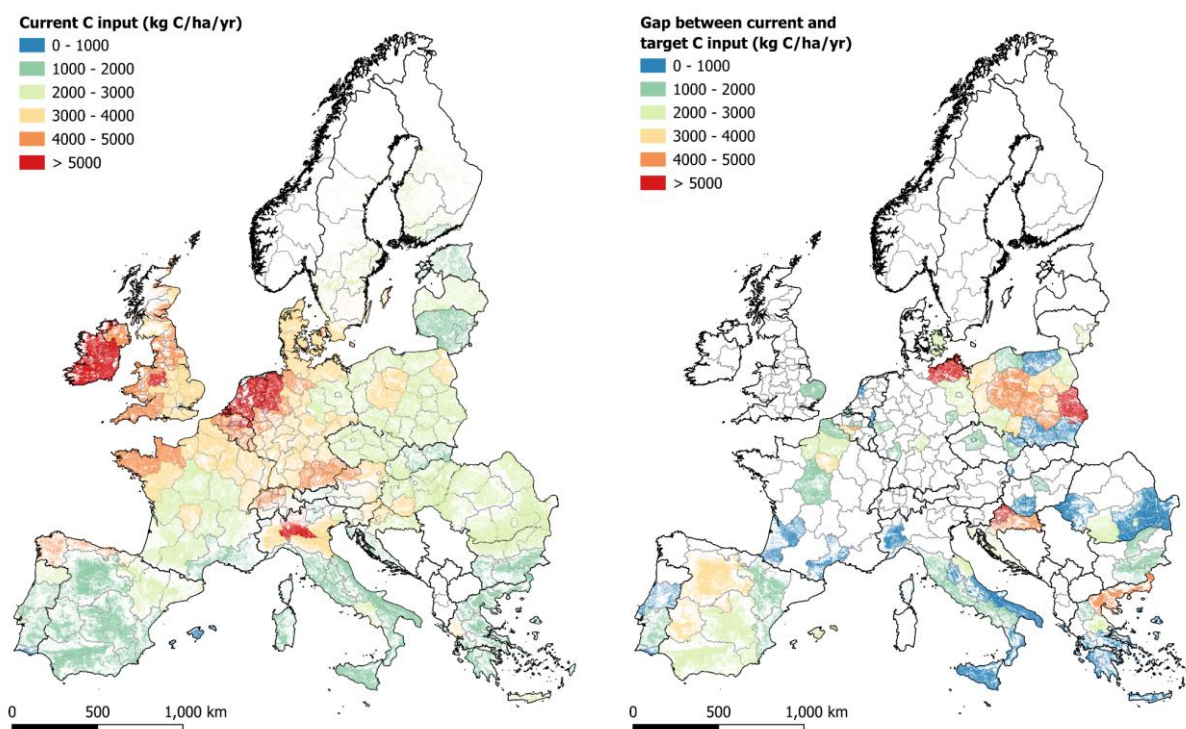 Current C input (kg C/ha/yr)
0 - 1000
1000 - 2000
2000 - 3000
3000 - 4000
4000 - 5000
> 5000
0 500 1,000 km
Gap between current and
target C input (kg C/ha/yr)
0 - 1000
1000 - 2000
2000 - 3000
3000 - 4000
4000 - 5000
> 5000
0 500 1,000 km